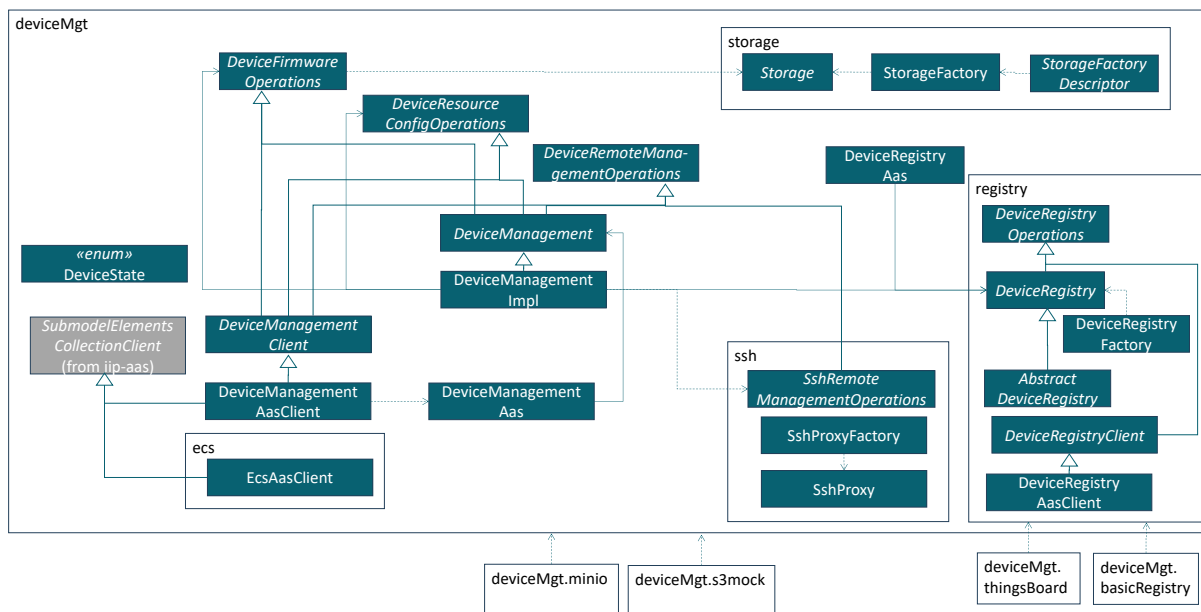 deviceMgt
storage
DeviceFirmware
Operations
Storage
StorageFactory
StorageFactory
Descriptor
DeviceResource
ConfigOperations
DeviceRemoteMana-
gementOperations
DeviceRegistry
Aas
registry
DeviceRegistry
Operations
DeviceManagement
«enum»
DeviceState
DeviceManagement
Impl
DeviceRegistry
DeviceRegistry
Factory
SubmodelElements
CollectionClient
(from iip-aas)
DeviceManagement
Client
ssh
SshRemote
ManagementOperations
Abstract
DeviceRegistry
DeviceManagement
AasClient
DeviceManagement
Aas
SshProxyFactory
DeviceRegistryClient
ecs
EcsAasClient
SshProxy
DeviceRegistry
AasClient
deviceMgt.minio
deviceMgt.s3mock
deviceMgt.
thingsBoard
deviceMgt.
basicRegistry